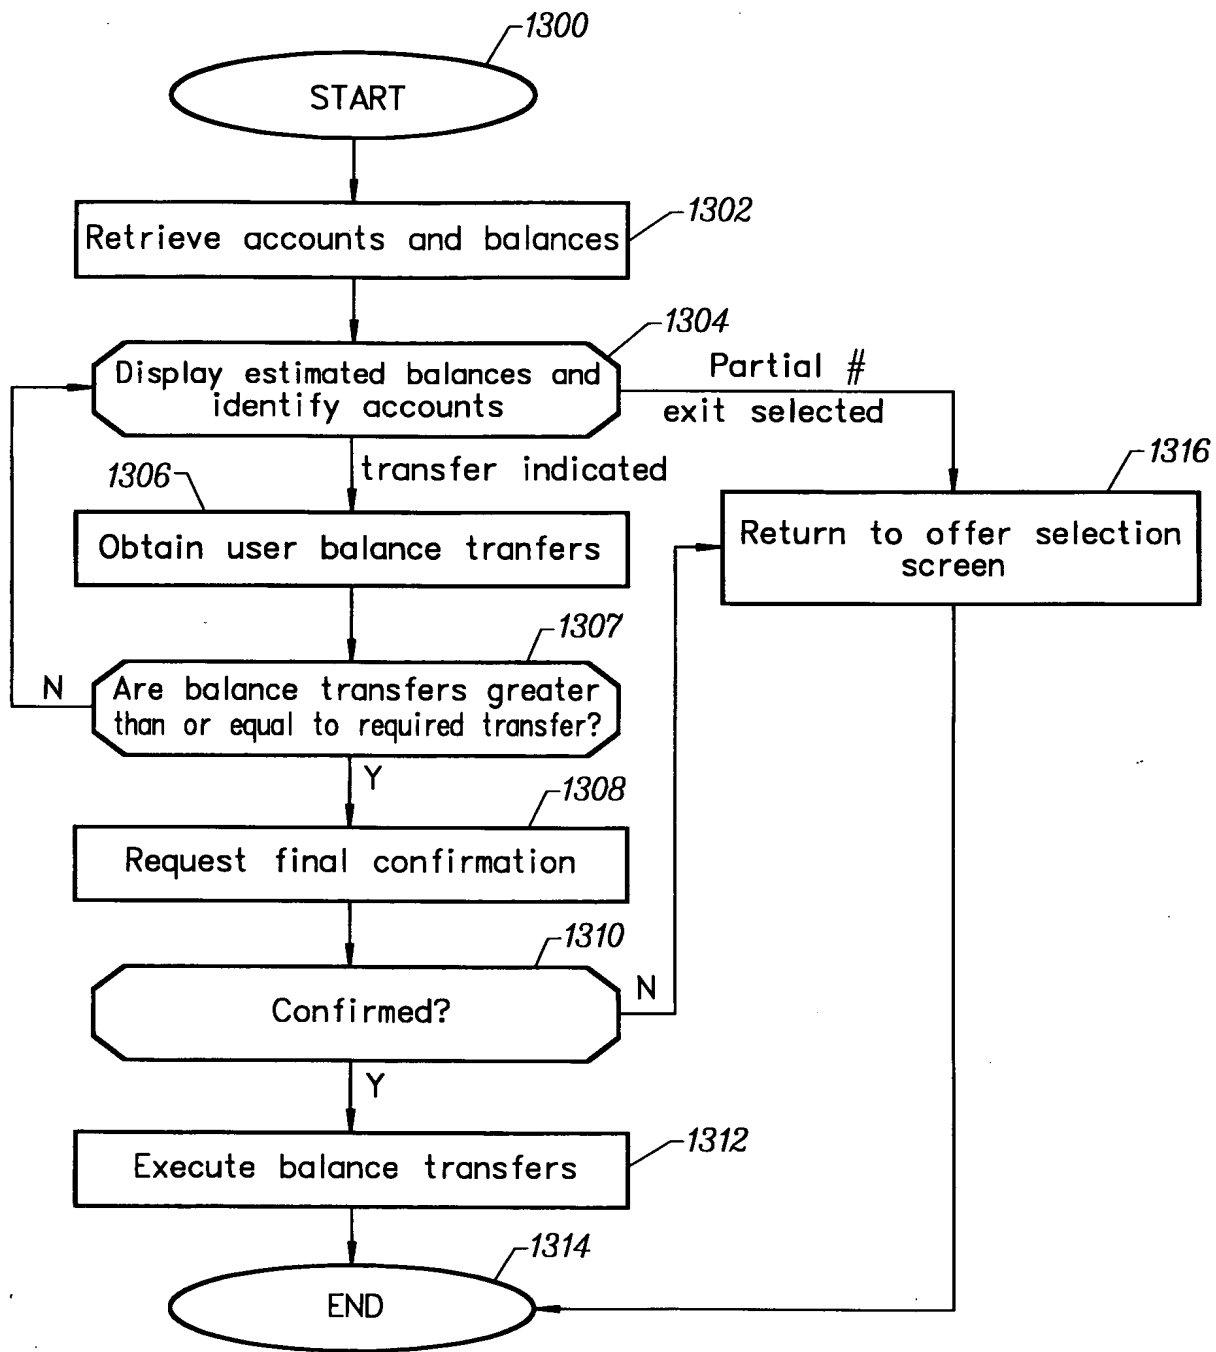 1300
START
1302
Retrieve accounts and balances
1304
Display estimated balances and
identify accounts
Partial #
exit selected
transfer indicated
1306
1316
Obtain user balance tranfers
Return to offer selection
screen
1307
N
Are balance transfers greater
than or equal to required transfer?
Y
1308
Request final confirmation
1310
Confirmed?
N
Y
1312
Execute balance transfers
1314
END